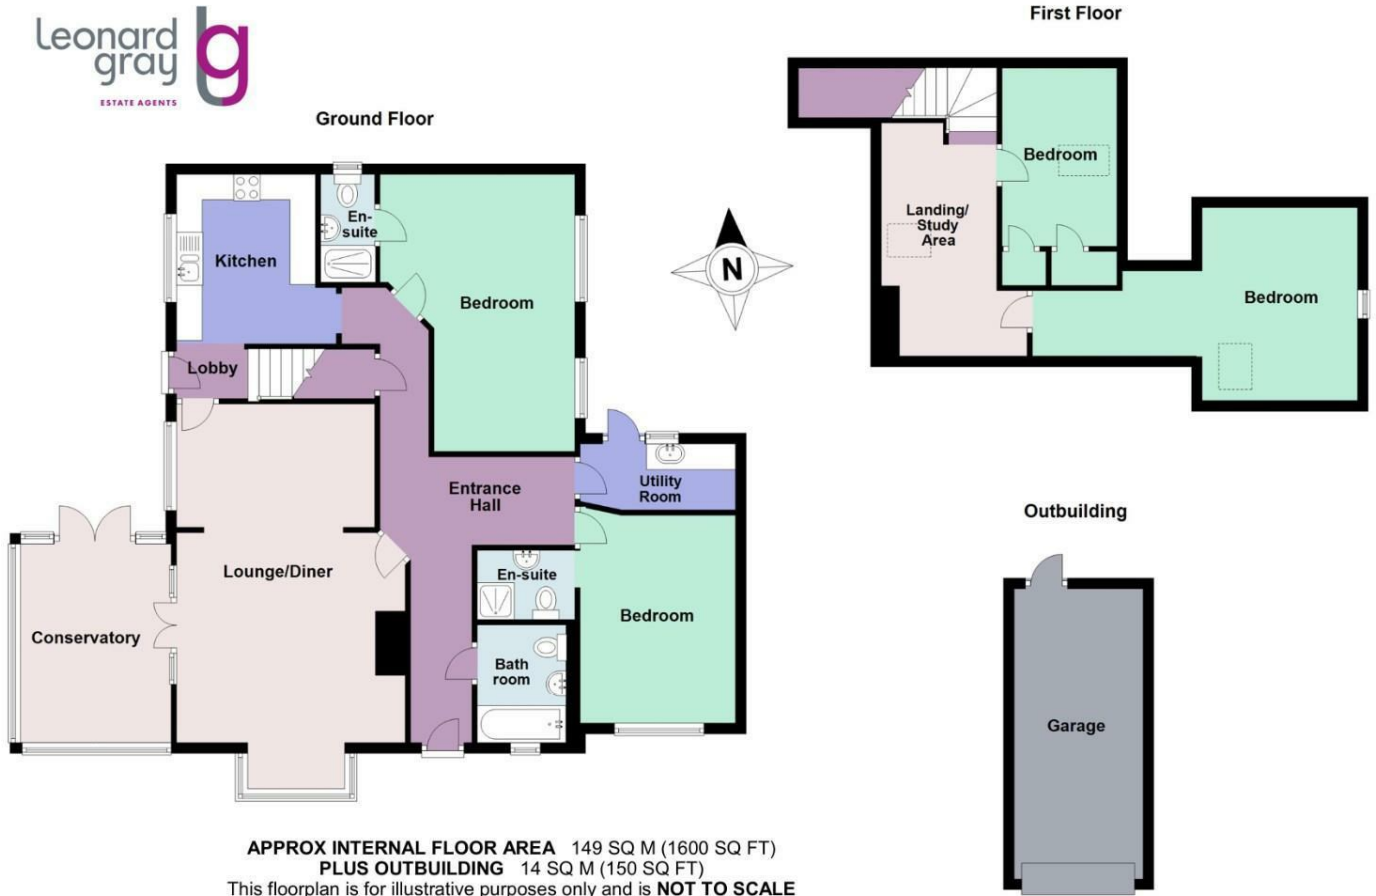 Leonard
gray
lg
ESTATE AGENTS
First Floor
Ground Floor
Bedroom
Landing/
Study
Area
Bedroom
En-
suite
Kitchen
Bedroom
N
Lobby
Entrance
Hall
Utility
Room
Lounge/Diner
En-suite
Bedroom
Conservatory
Bath
room
Outbuilding
Garage
APPROX INTERNAL FLOOR AREA 149 SQ M (1600 SQ FT)
PLUS OUTBUILDING 14 SQ M (150 SQ FT)
This floorplan is for illustrative purposes only and is NOT TO SCALE